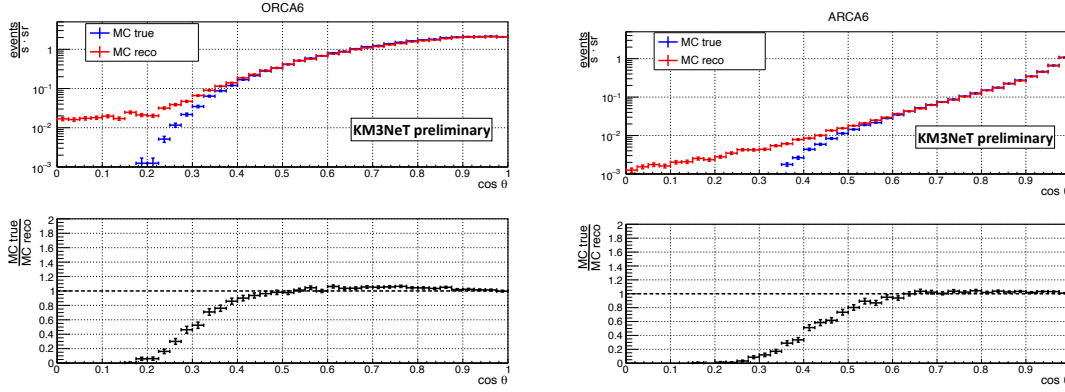 ORCA6
events
s · sr
MC true
MC reco
1
10⁻¹
10⁻²
10⁻³
KM3NeT preliminary
0 0.1 0.2 0.3 0.4 0.5 0.6 0.7 0.8 0.9 1
cos θ
MC true
MC reco
2
1.8
1.6
1.4
1.2
1
0.8
0.6
0.4
0.2
0
0 0.1 0.2 0.3 0.4 0.5 0.6 0.7 0.8 0.9 1
cos θ
ARCA6
events
s · sr
MC true
MC reco
1
10⁻¹
10⁻²
10⁻³
KM3NeT preliminary
0 0.1 0.2 0.3 0.4 0.5 0.6 0.7 0.8 0.9 1
cos θ
MC true
MC reco
2
1.8
1.6
1.4
1.2
1
0.8
0.6
0.4
0.2
0
0 0.1 0.2 0.3 0.4 0.5 0.6 0.7 0.8 0.9 1
cos θ